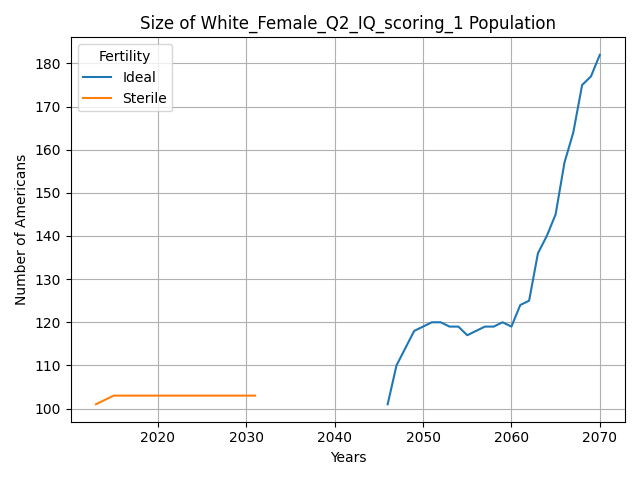 Size of White_Female_Q2_IQ_scoring_1 Population
Fertility
Ideal
Sterile
Number of Americans
180
170
160
150
140
130
120
110
100
2020 2030 2040 2050 2060 2070
Years